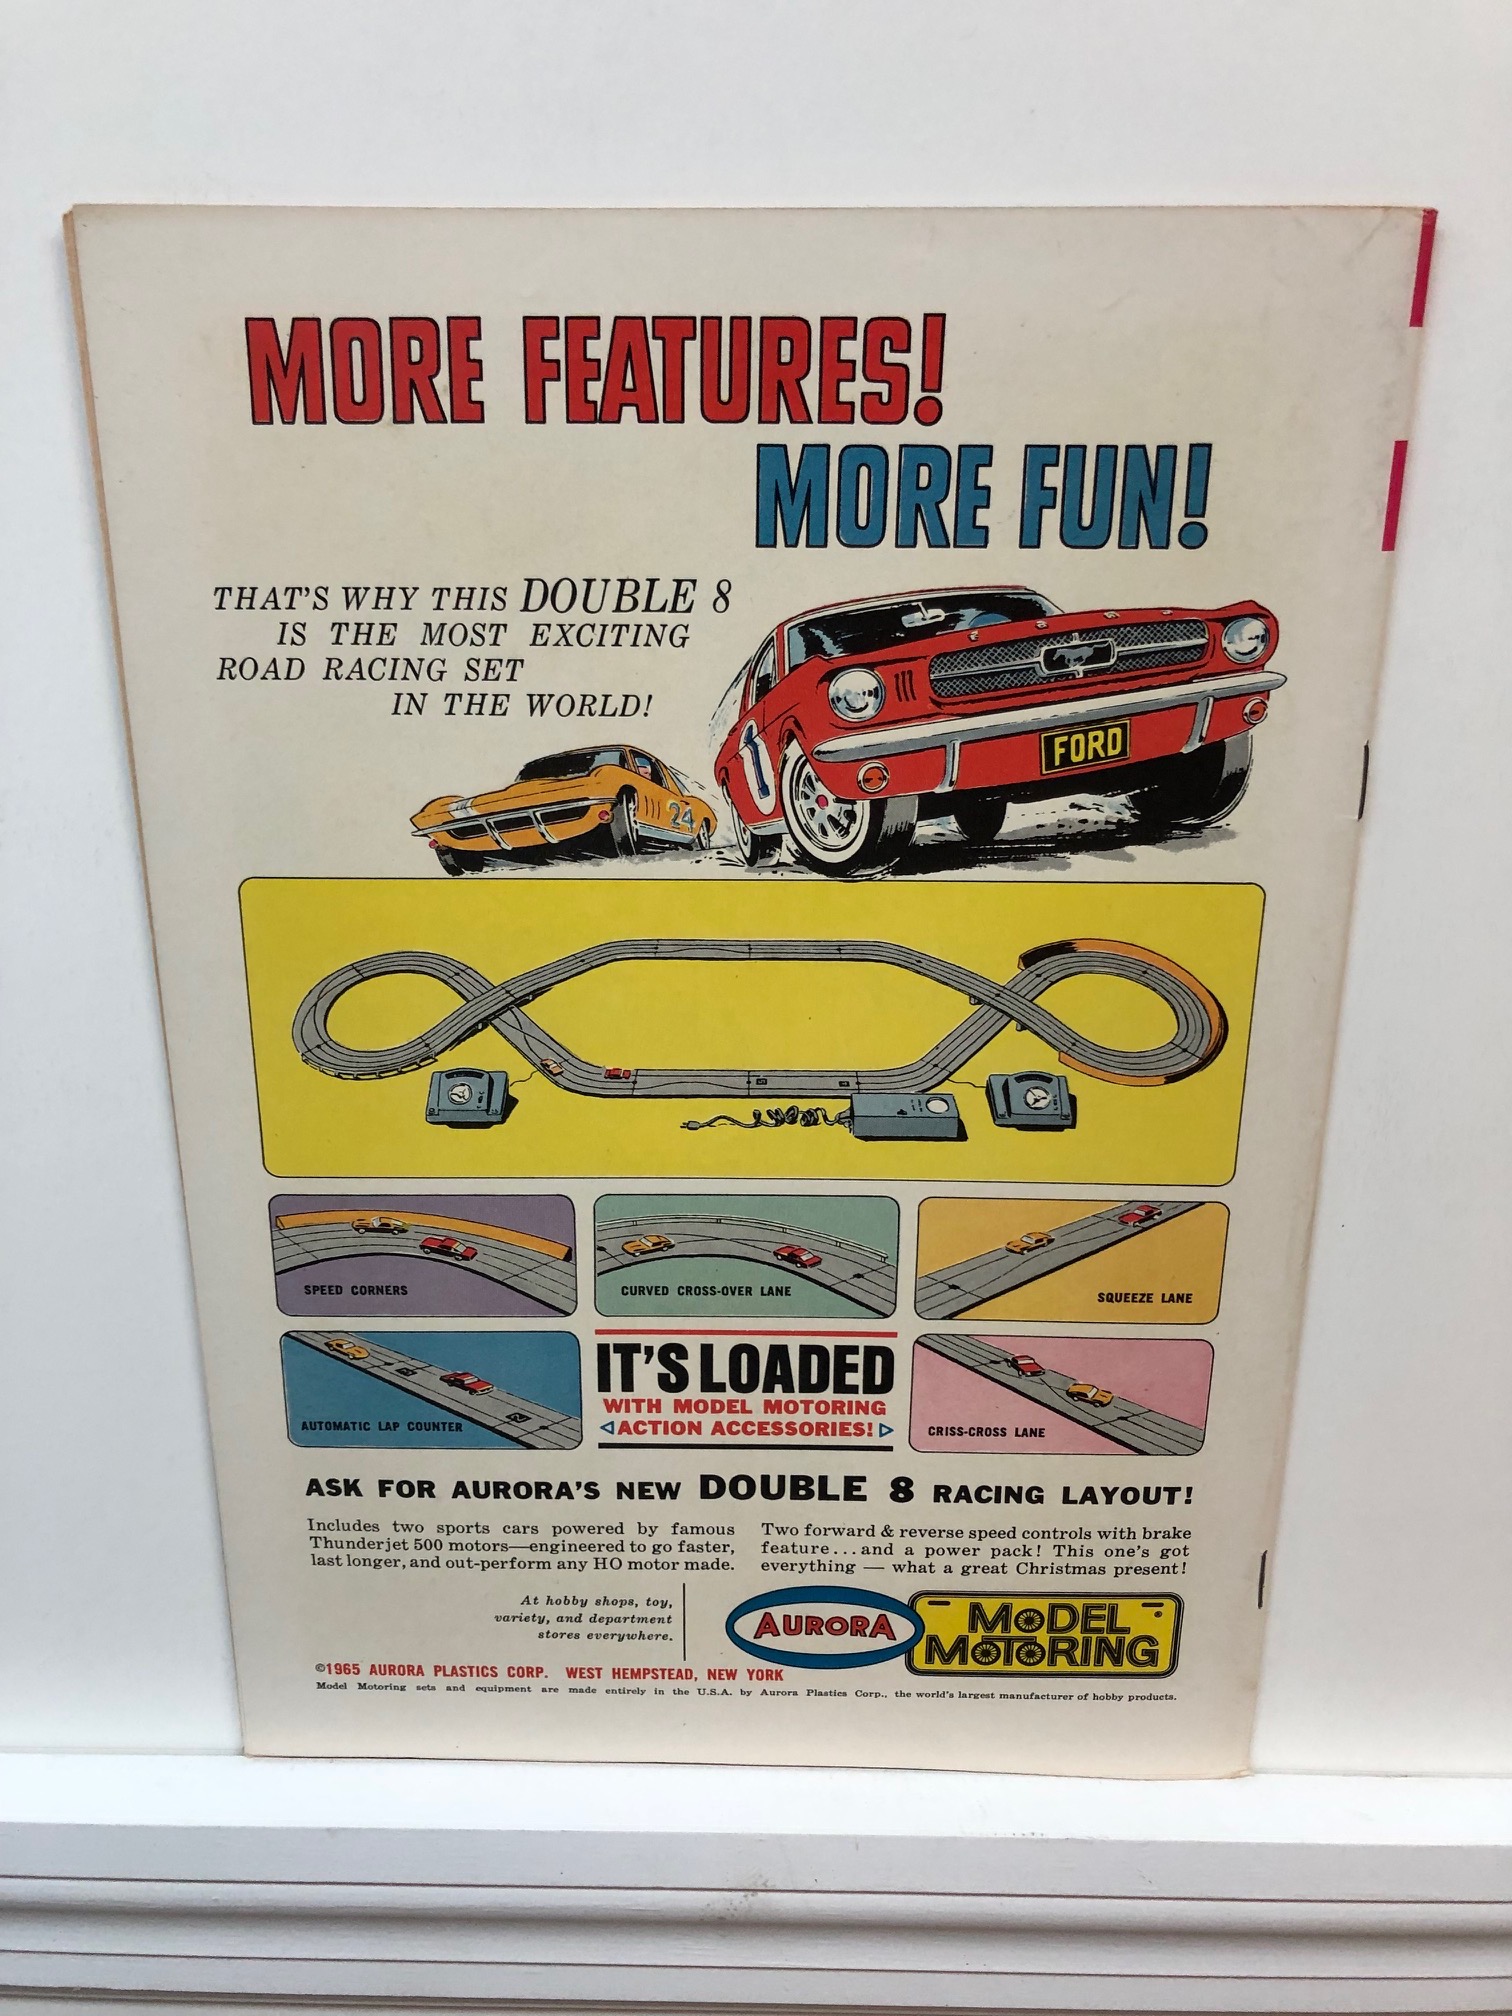 MORE FEATURES!
MORE FUN!
THAT'S WHY THIS DOUBLE 8
IS THE MOST EXCITING
ROAD RACING SET
IN THE WORLD!
1
FORD
24
SPEED CORNERS
CURVED CROSS-OVER LANE
SQUEEZE LANE
AUTOMATIC LAP COUNTER
IT'S LOADED
WITH MODEL MOTORING
ACTION ACCESSORIES!
CRISS-CROSS LANE
ASK FOR AURORA'S NEW DOUBLE 8 RACING LAYOUT!
Includes two sports cars powered by famous
Thunderjet 500 motors—engineered to go faster,
last longer, and out-perform any HO motor made.
Two forward & reverse speed controls with brake
feature...and a power pack! This one's got
everything — what a great Christmas present!
At hobby shops, toy,
variety, and department
stores everywhere.
AURORA
MODEL
MOTORING
®
©1965 AURORA PLASTICS CORP. WEST HEMPSTEAD, NEW YORK
Model Motoring sets and equipment are made entirely in the U.S.A. by Aurora Plastics Corp., the world's largest manufacturer of hobby products.